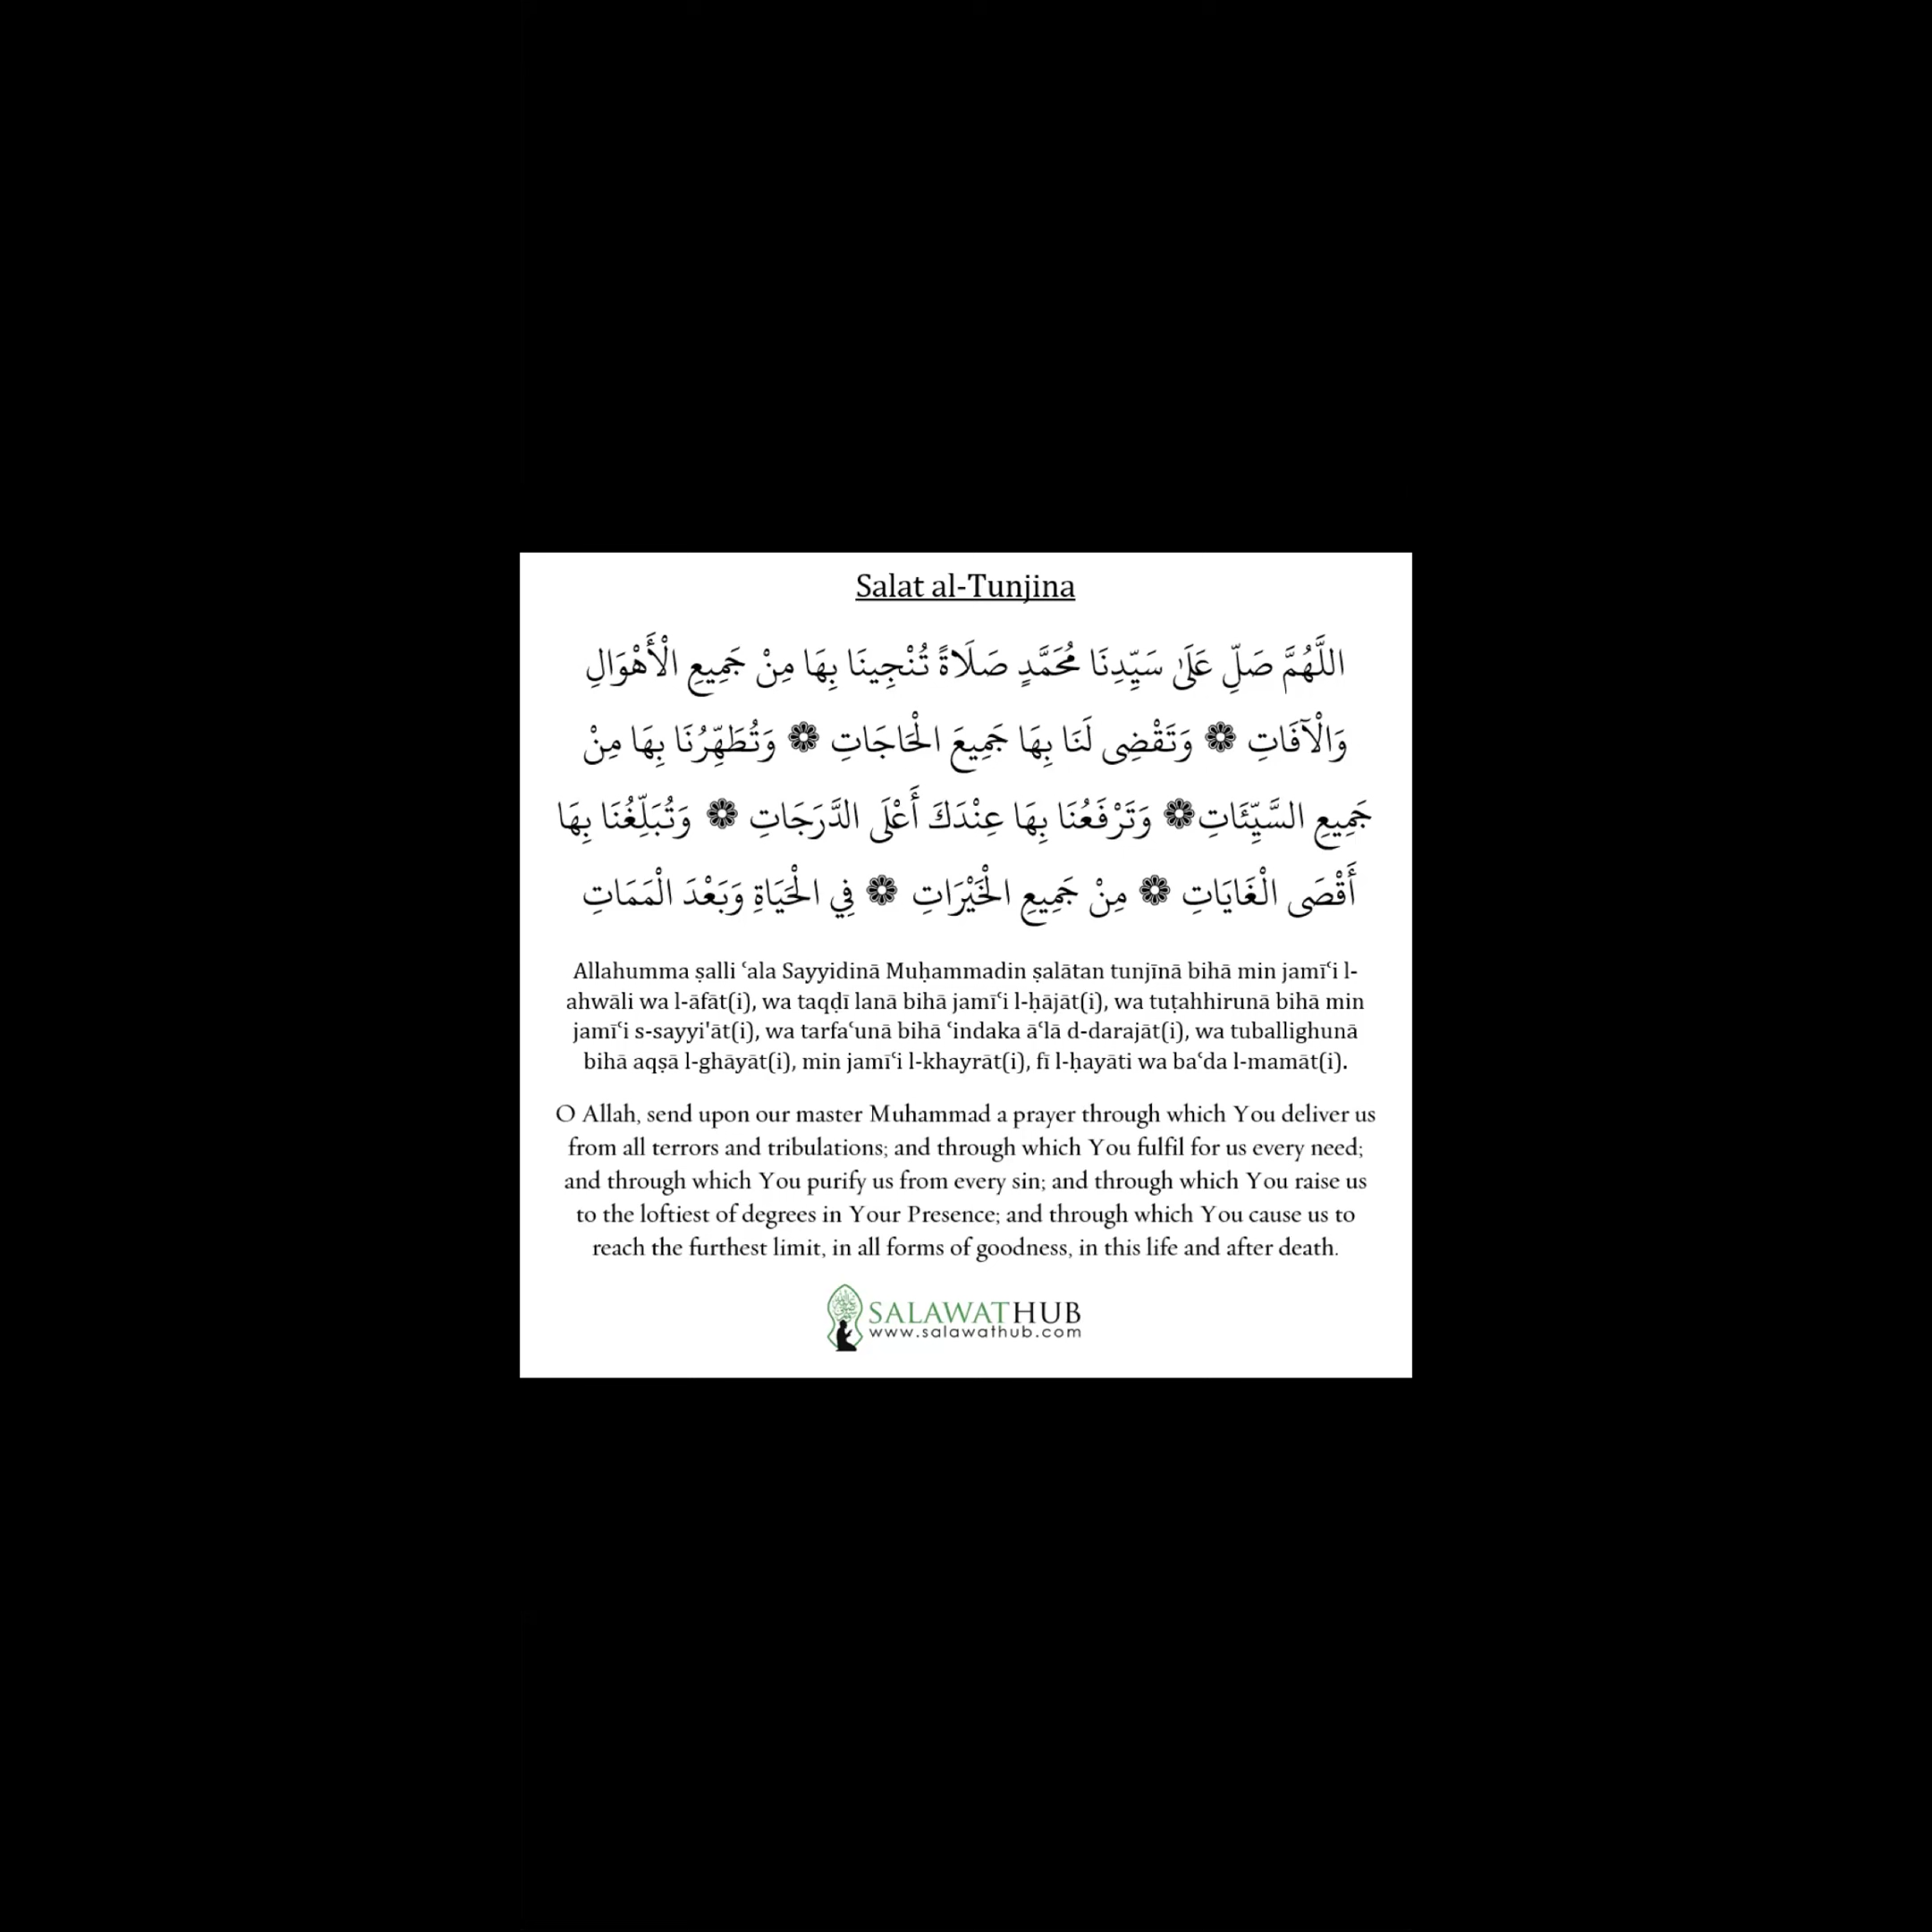 Salat al-Tunjina
اللَّهُمَّ صَلِّ عَلَىٰ سَيِّدِنَا مُحَمَّدٍ صَلَاةً تُنْجِينَا بِهَا مِنْ جَمِيعِ الْأَهْوَالِ
وَالْآفَاتِ ❁ وَتَقْضِى لَنَا بِهَا جَمِيعَ الْحَاجَاتِ ❁ وَتُطَهِّرُنَا بِهَا مِنْ
جَمِيعِ السَّيِّئَاتِ ❁ وَتَرْفَعُنَا بِهَا عِنْدَكَ أَعْلَى الدَّرَجَاتِ ❁ وَتُبَلِّغُنَا بِهَا
أَقْصَى الْغَايَاتِ ❁ مِنْ جَمِيعِ الْخَيْرَاتِ ❁ فِي الْحَيَاةِ وَبَعْدَ الْمَمَاتِ
Allahumma ṣalli ʿala Sayyidinā Muḥammadin ṣalātan tunjīnā bihā min jamīʿi l-
ahwāli wa l-āfāt(i), wa taqḍī lanā bihā jamīʿi l-ḥājāt(i), wa tuṭahhirunā bihā min
jamīʿi s-sayyi'āt(i), wa tarfaʿunā bihā ʿindaka āʿlā d-darajāt(i), wa tuballighunā
bihā aqṣā l-ghāyāt(i), min jamīʿi l-khayrāt(i), fī l-ḥayāti wa baʿda l-mamāt(i).
O Allah, send upon our master Muhammad a prayer through which You deliver us
from all terrors and tribulations; and through which You fulfil for us every need;
and through which You purify us from every sin; and through which You raise us
to the loftiest of degrees in Your Presence; and through which You cause us to
reach the furthest limit, in all forms of goodness, in this life and after death.
SALAWATHUB
www.salawathub.com